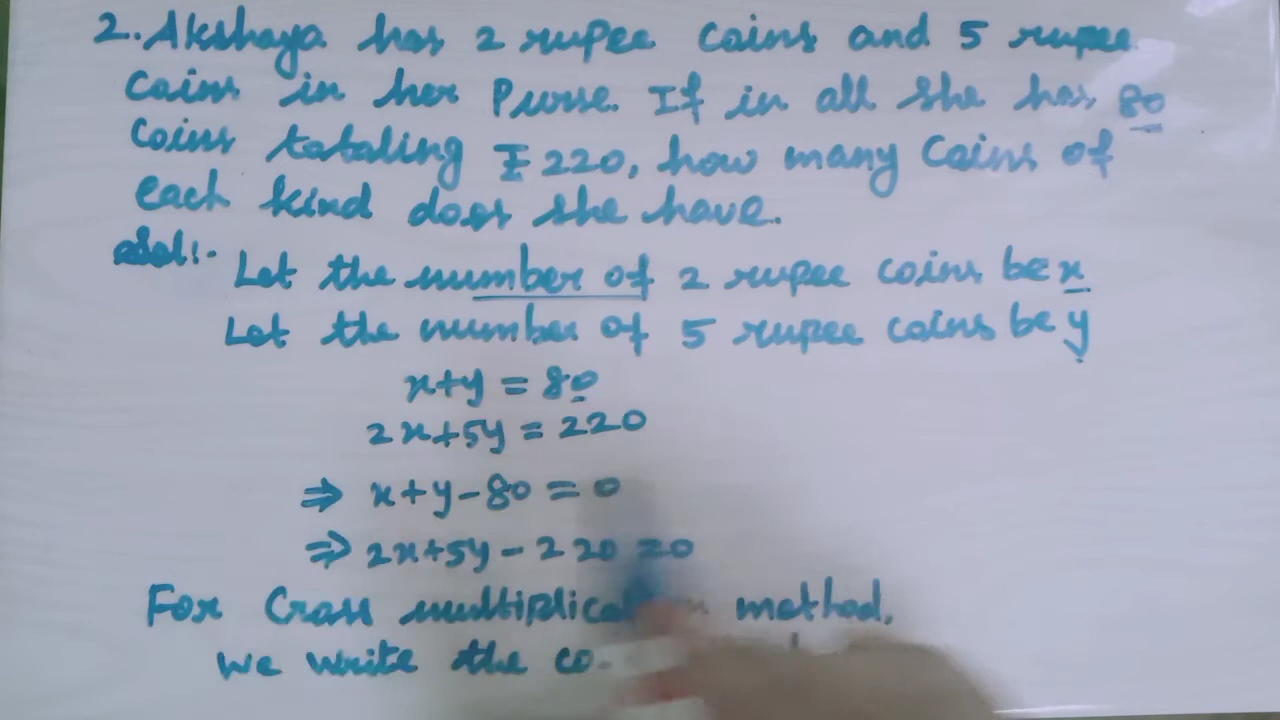 2. Akshaya has 2 rupee coins and 5 rupee
coins in her Purse. If in all she has 80
coins totaling ₹220, how many coins of
each kind does she have.
Sol:-
Let the number of 2 rupee coins be x
Let the number of 5 rupee coins be y
x+y = 80
2x+5y = 220
⇒ x+y-80 = 0
⇒ 2x+5y-220=0
For Cross method,
we write the